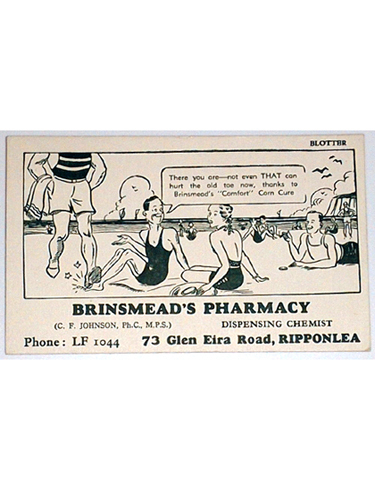 BLOTTER
There you are—not even THAT can
hurt the old toe now, thanks to
Brinsmead's "Comfort" Corn Cure
BRINSMEAD'S PHARMACY
(C. F. JOHNSON, Ph.C., M.P.S.) DISPENSING CHEMIST
Phone: LF 1044 73 Glen Eira Road, RIPPONLEA